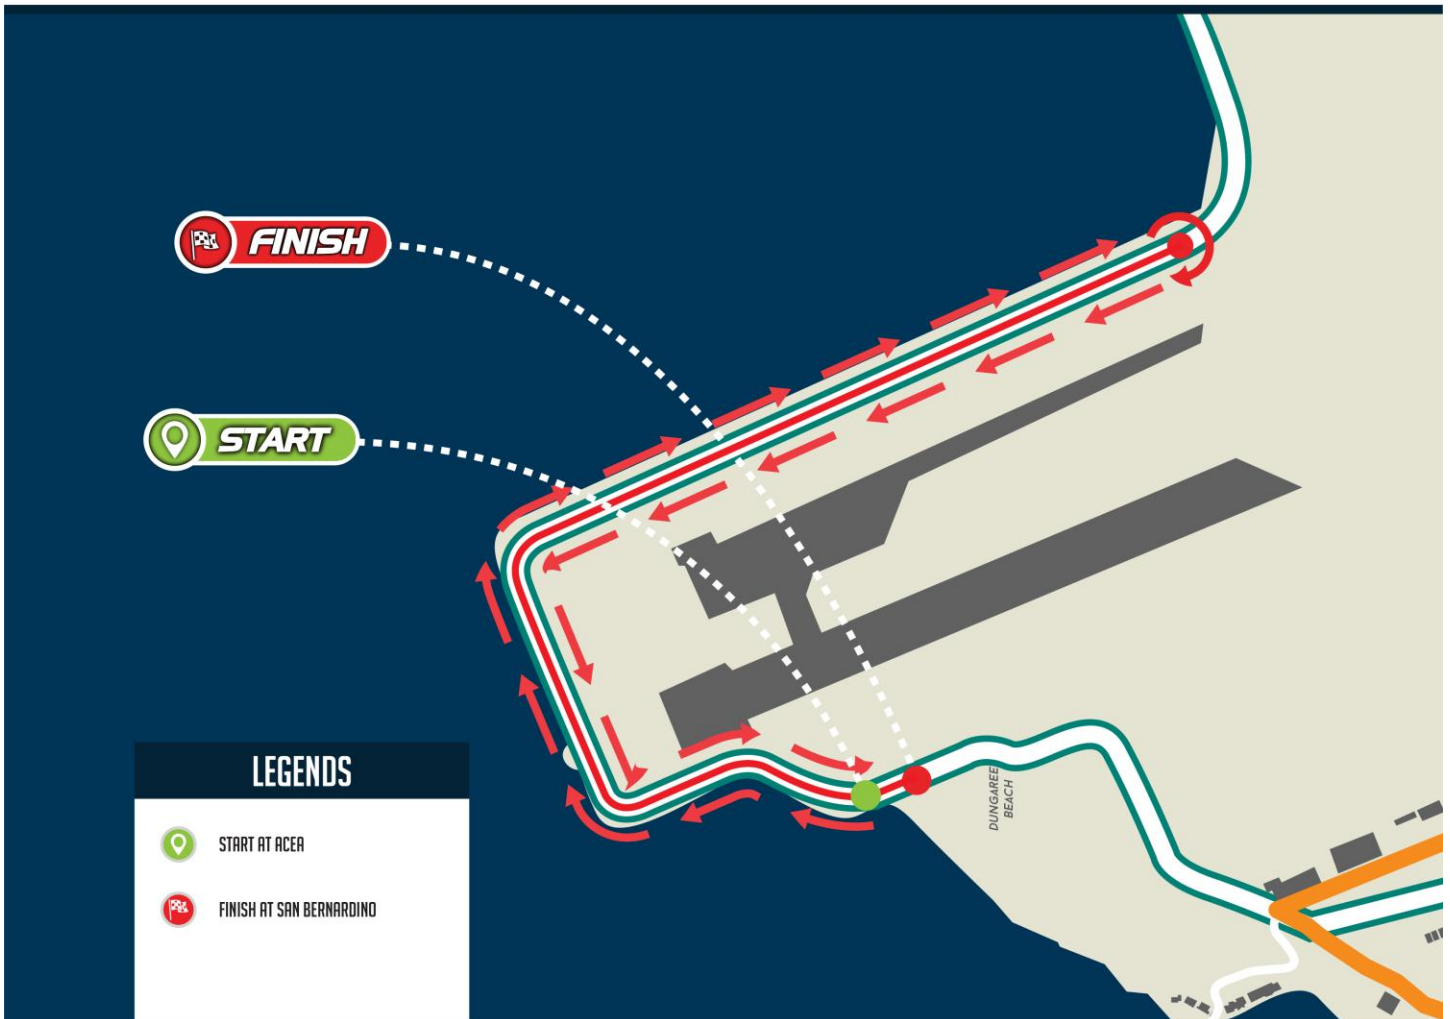 FINISH
START
LEGENDS
START AT ACEA
FINISH AT SAN BERNARDINO
DUNGAREE
BEACH